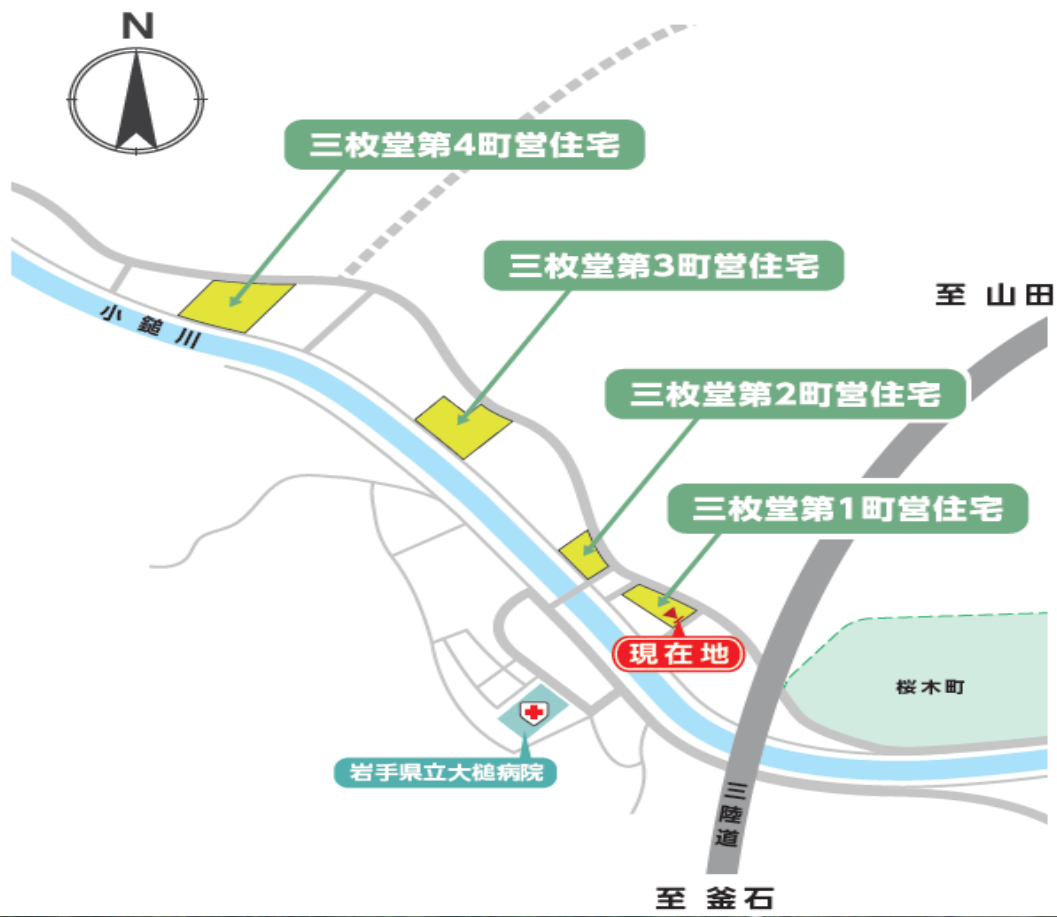 N
三枚堂第4町営住宅
三枚堂第3町営住宅
至 山田
小鎚川
三枚堂第2町営住宅
三枚堂第1町営住宅
現在地
桜木町
岩手県立大槌病院
三陸道
至 釜石